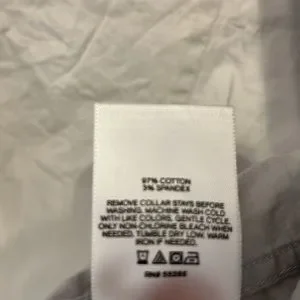 97% COTTON
3% SPANDEX
REMOVE COLLAR STAYS BEFORE
WASHING. MACHINE WASH COLD
WITH LIKE COLORS, GENTLE CYCLE.
ONLY NON-CHLORINE BLEACH WHEN
NEEDED. TUMBLE DRY LOW. WARM
IRON IF NEEDED.
RN#